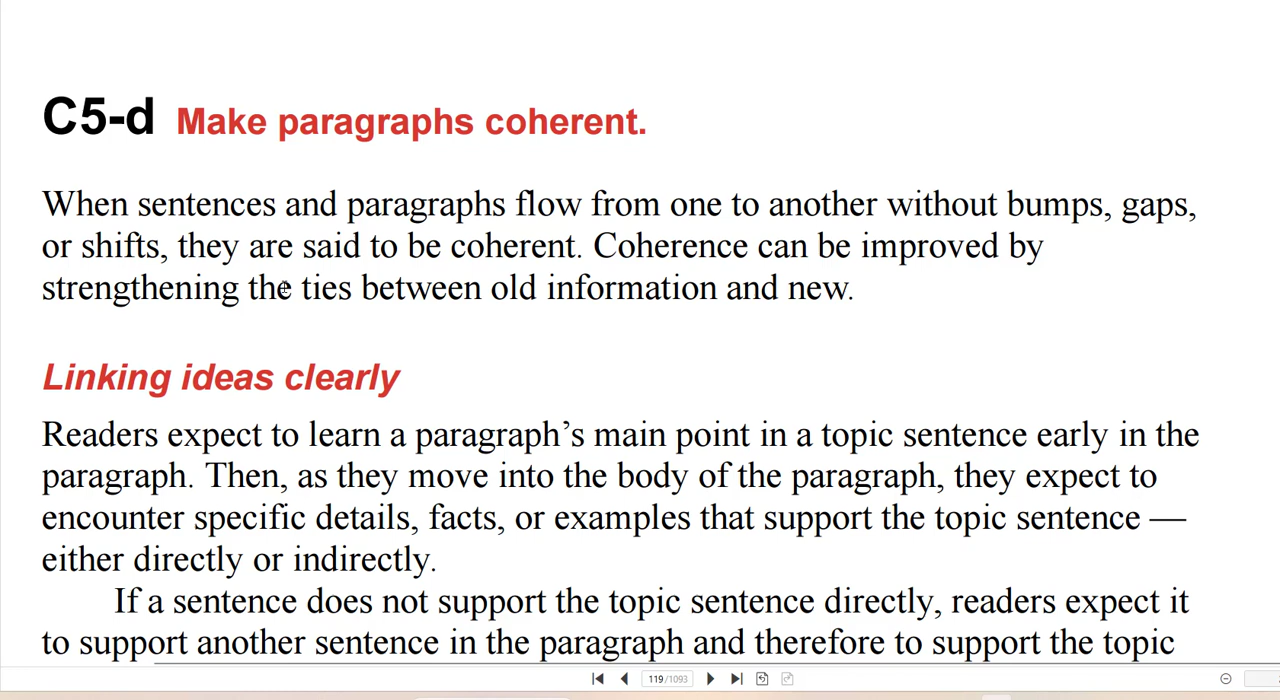 C5-d Make paragraphs coherent.
When sentences and paragraphs flow from one to another without bumps, gaps,
or shifts, they are said to be coherent. Coherence can be improved by
strengthening the ties between old information and new.
Linking ideas clearly
Readers expect to learn a paragraph’s main point in a topic sentence early in the
paragraph. Then, as they move into the body of the paragraph, they expect to
encounter specific details, facts, or examples that support the topic sentence —
either directly or indirectly.
If a sentence does not support the topic sentence directly, readers expect it
to support another sentence in the paragraph and therefore to support the topic
119/1093